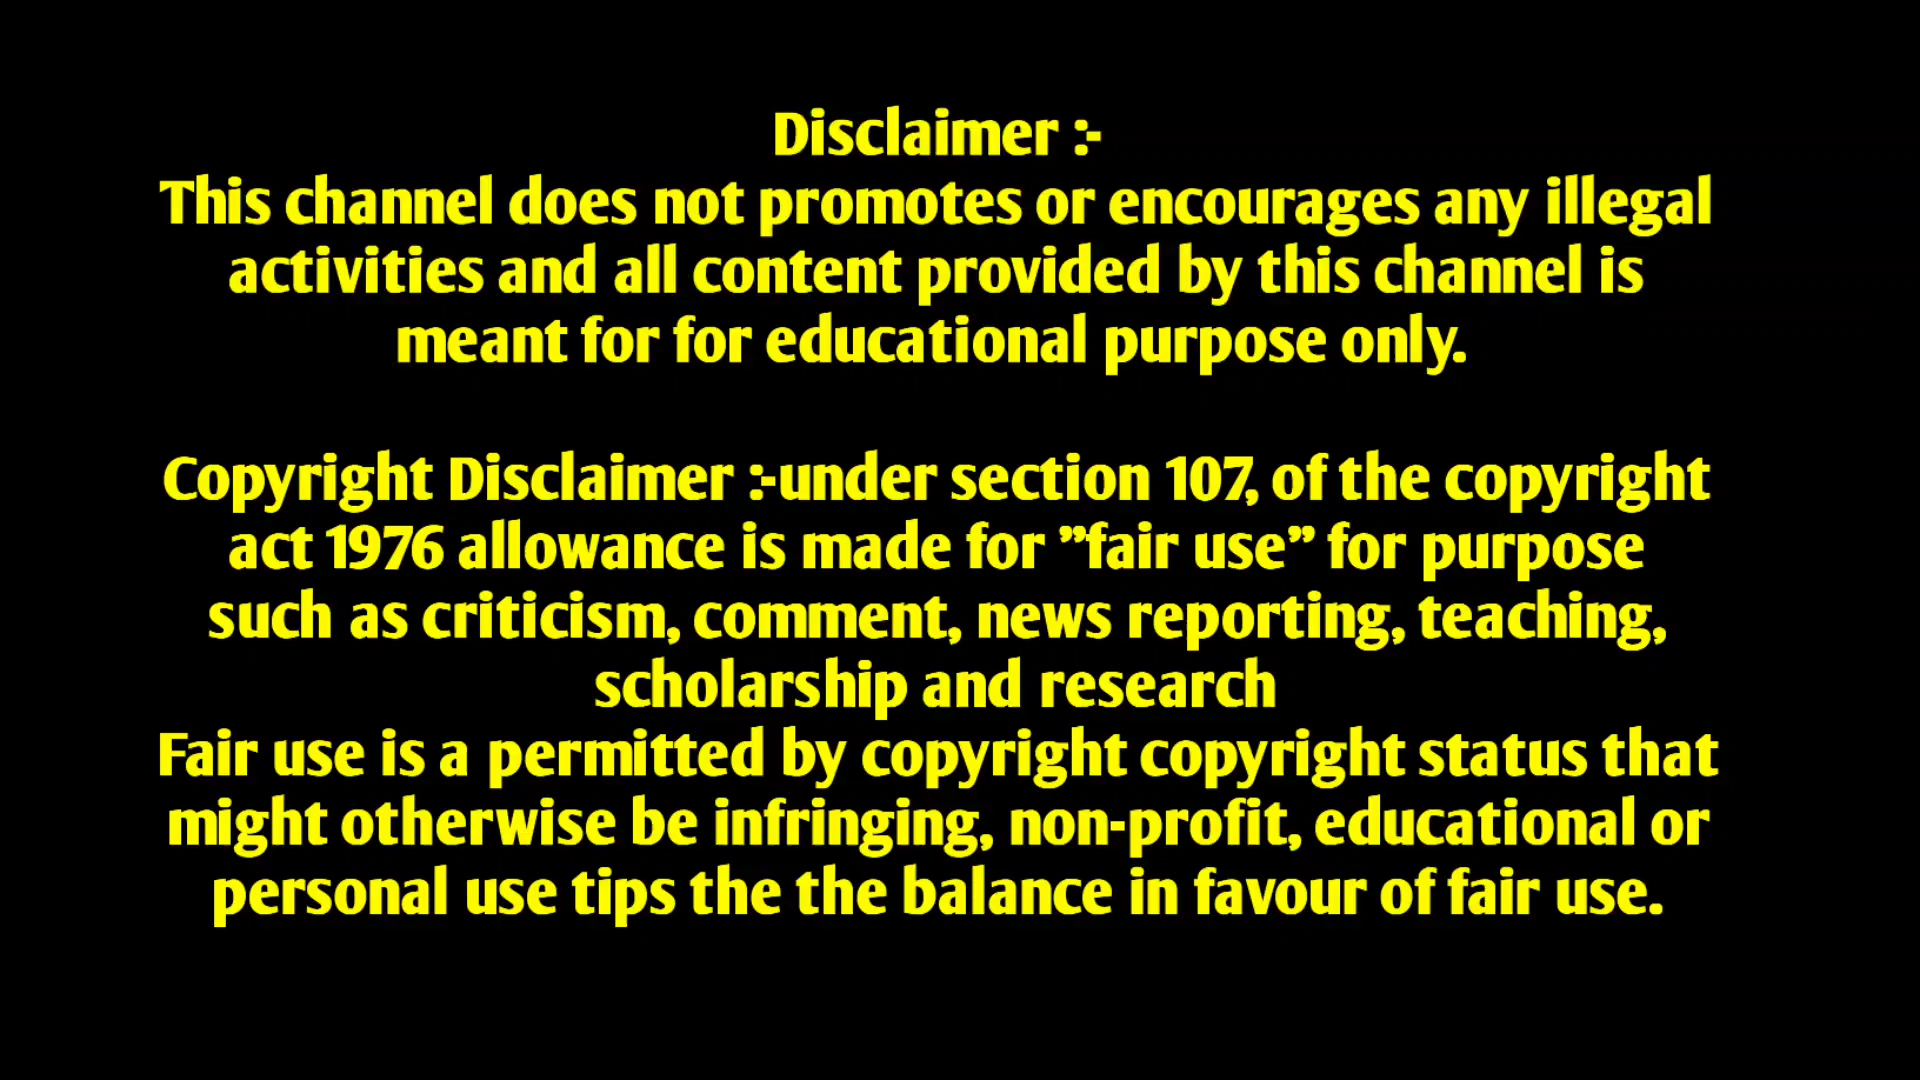 Disclaimer :-
This channel does not promotes or encourages any illegal
activities and all content provided by this channel is
meant for for educational purpose only.
Copyright Disclaimer :-under section 107, of the copyright
act 1976 allowance is made for ”fair use” for purpose
such as criticism, comment, news reporting, teaching,
scholarship and research
Fair use is a permitted by copyright copyright status that
might otherwise be infringing, non-profit, educational or
personal use tips the the balance in favour of fair use.